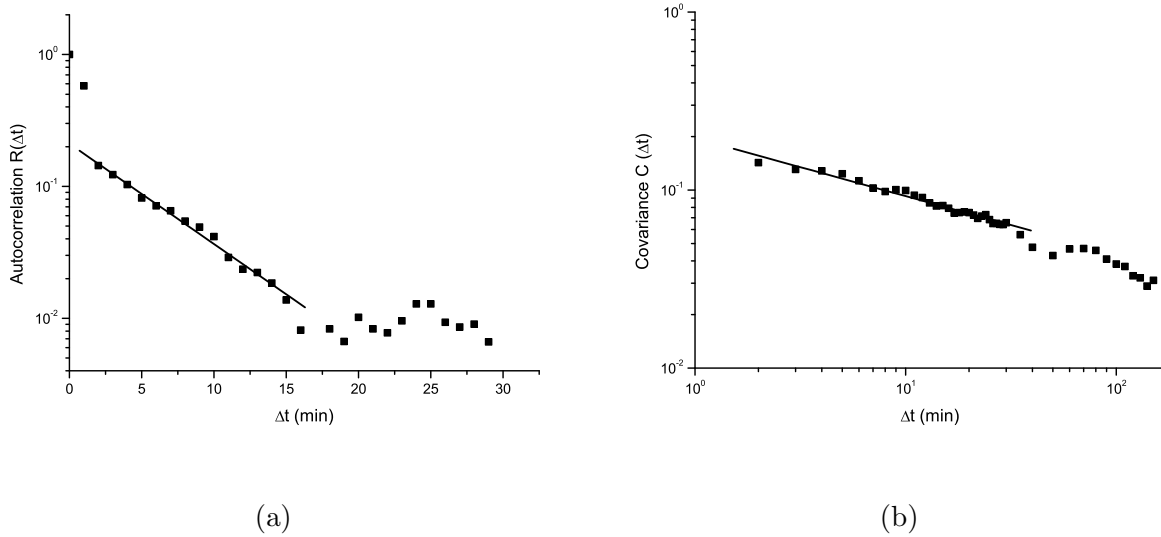 10^0
10^-1
10^-2
0 5 10 15 20 25 30
Autocorrelation R(Δt)
Δt (min)
(a)
10^0
10^-1
10^-2
10^0 10^1 10^2
Covariance C (Δt)
Δt (min)
(b)